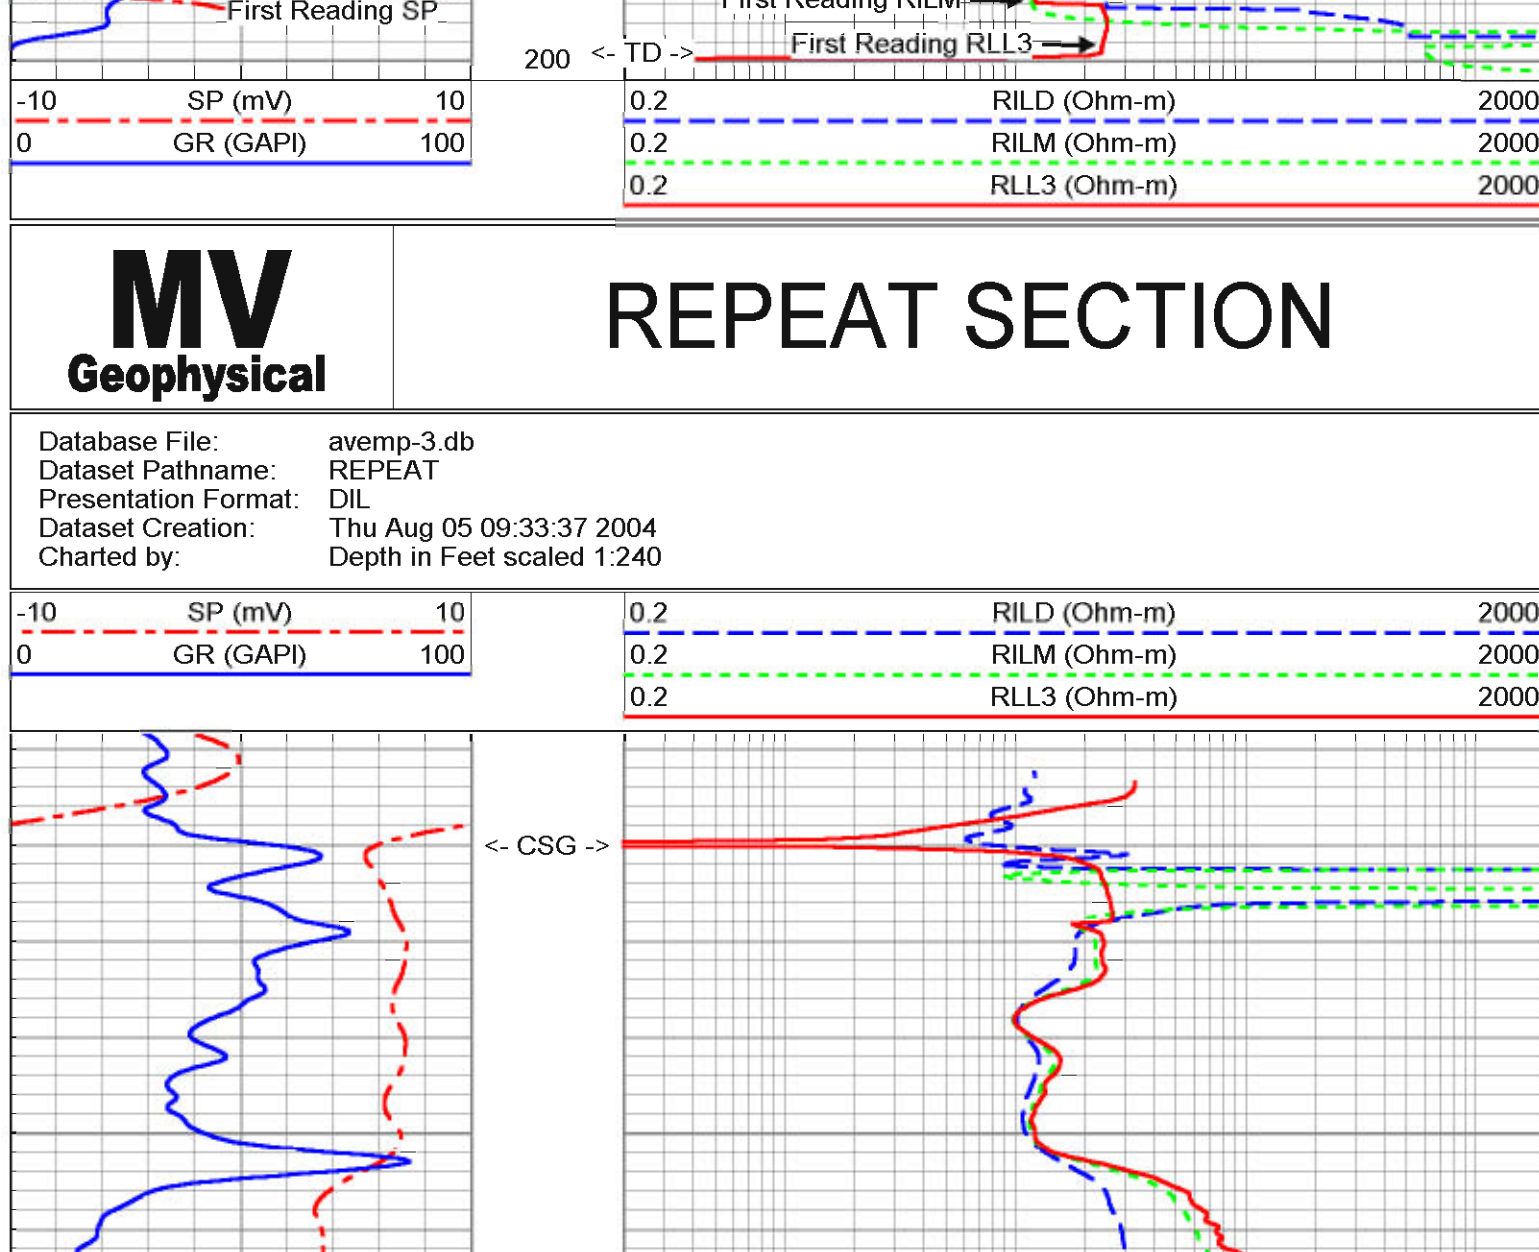 First Reading SP
First Reading RILM
First Reading RLL3
200 <- TD ->
-10 SP (mV) 10
0 GR (GAPI) 100
0.2 RILD (Ohm-m) 2000
0.2 RILM (Ohm-m) 2000
0.2 RLL3 (Ohm-m) 2000
MV
Geophysical
REPEAT SECTION
Database File: avemp-3.db
Dataset Pathname: REPEAT
Presentation Format: DIL
Dataset Creation: Thu Aug 05 09:33:37 2004
Charted by: Depth in Feet scaled 1:240
-10 SP (mV) 10
0 GR (GAPI) 100
0.2 RILD (Ohm-m) 2000
0.2 RILM (Ohm-m) 2000
0.2 RLL3 (Ohm-m) 2000
<- CSG ->